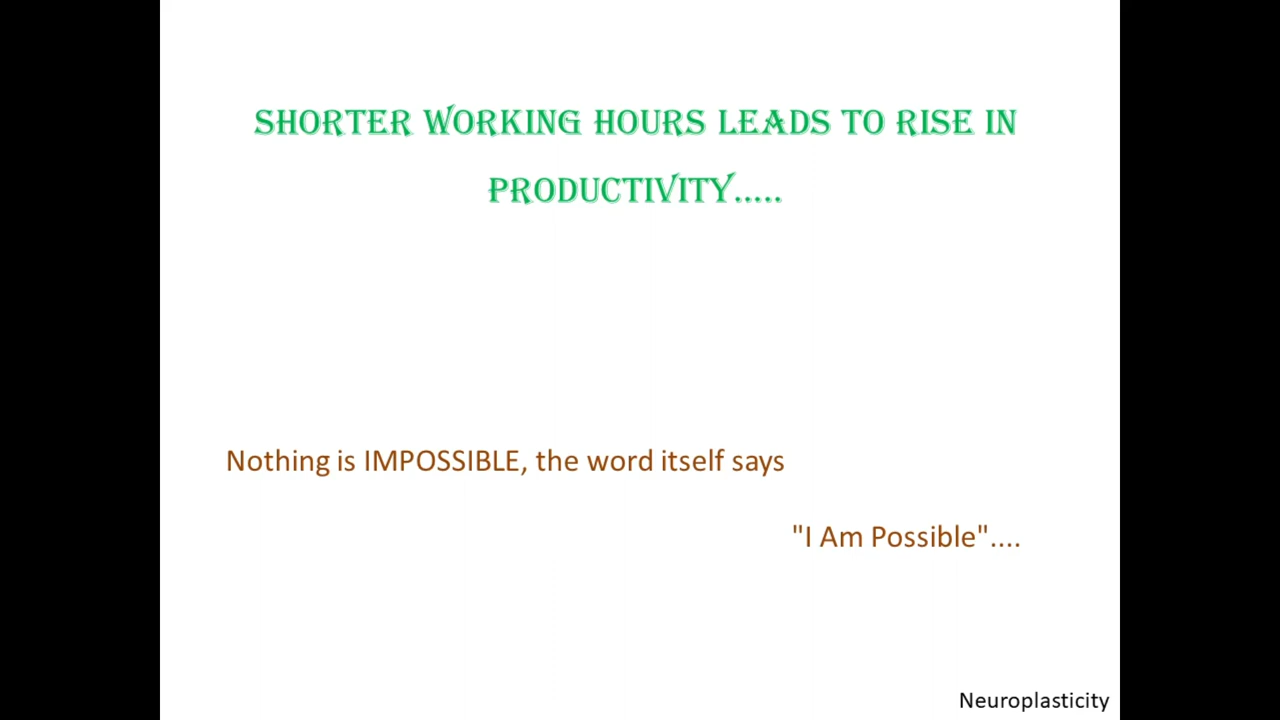 SHORTER WORKING HOURS LEADS TO RISE IN
PRODUCTIVITY.....
Nothing is IMPOSSIBLE, the word itself says
"I Am Possible"....
Neuroplasticity